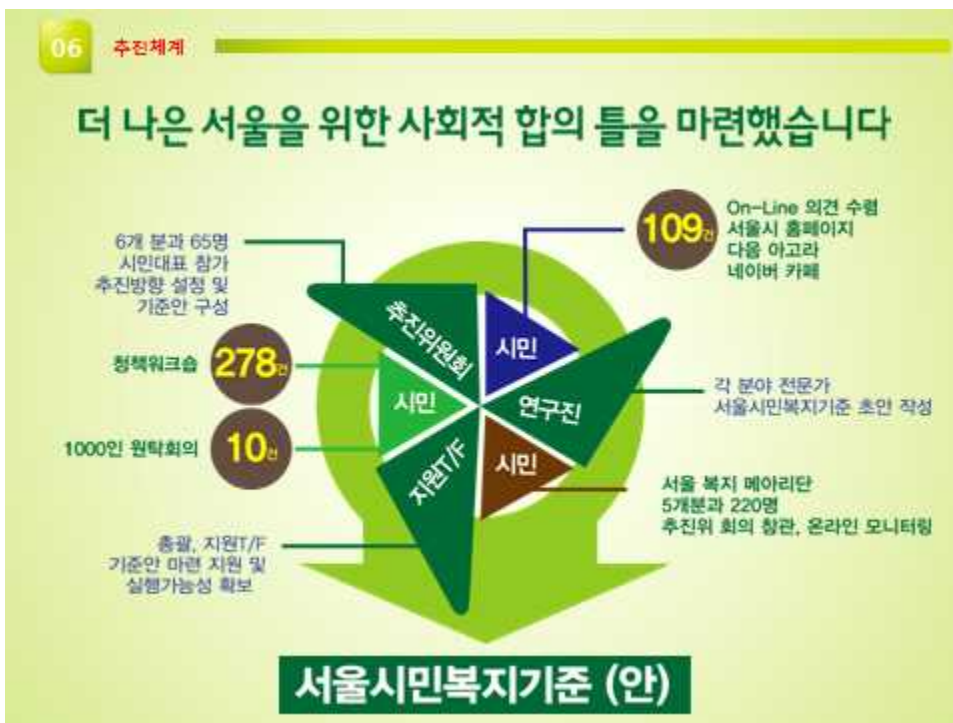 06 추진체계
더 나은 서울을 위한 사회적 합의 틀을 마련했습니다
6개 분과 65명
시민대표 참가
추진방향 설정 및
기준안 구성
109건
On-Line 의견 수렴
서울시 홈페이지
다음 아고라
네이버 카페
추진위원회
시민
정책워크숍 278건
시민
연구진
각 분야 전문가
서울시민복지기준 초안 작성
1000인 원탁회의 10건
지원T/F
시민
서울 복지 메아리단
5개분과 220명
추진위 회의 참관, 온라인 모니터링
총괄, 지원T/F
기준안 마련 지원 및
실행가능성 확보
서울시민복지기준 (안)